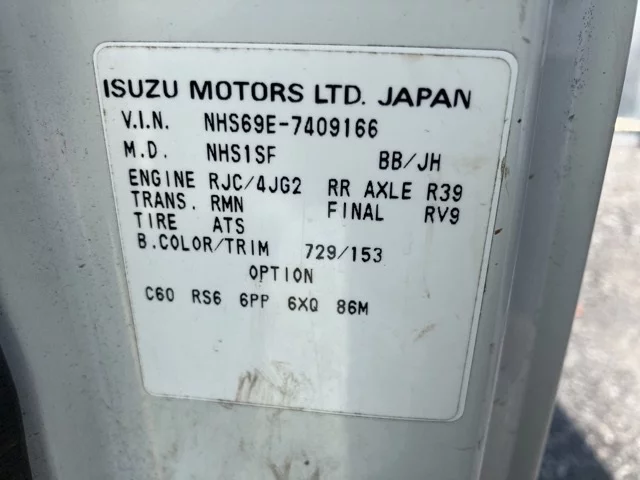 ISUZU MOTORS LTD. JAPAN
V.I.N. NHS69E-7409166
M.D. NHS1SF BB/JH
ENGINE RJC/4JG2 RR AXLE R39
TRANS. RMN FINAL RV9
TIRE ATS
B.COLOR/TRIM 729/153
OPTION
C60 RS6 6PP 6XQ 86M